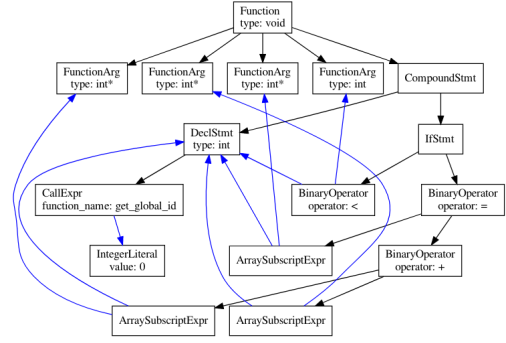 Function
type: void
FunctionArg
type: int*
FunctionArg
type: int*
FunctionArg
type: int*
FunctionArg
type: int
CompoundStmt
DeclStmt
type: int
IfStmt
CallExpr
function_name: get_global_id
BinaryOperator
operator: <
BinaryOperator
operator: =
IntegerLiteral
value: 0
ArraySubscriptExpr
BinaryOperator
operator: +
ArraySubscriptExpr
ArraySubscriptExpr